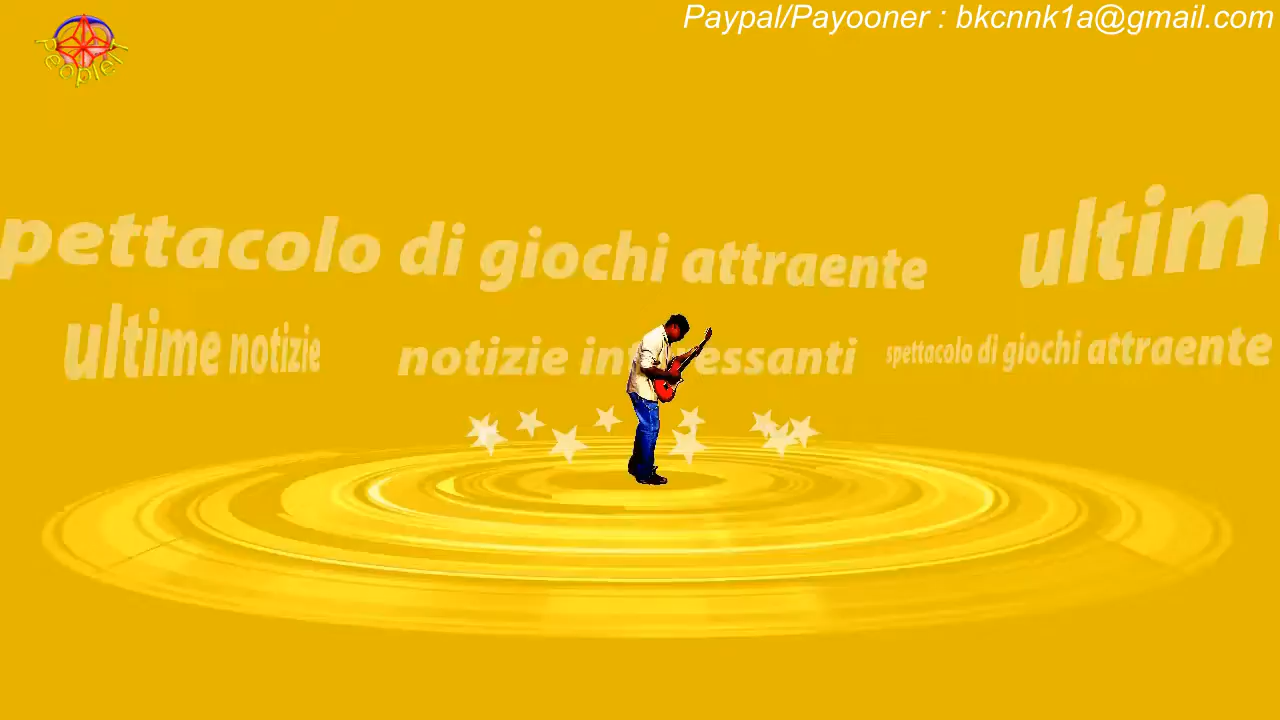 Paypal/Payooner : bkcnnk1a@gmail.com
PeopleTv
pettacolo di giochi attraente
ultim
ultime notizie
notizie in essanti
spettacolo di giochi attraente